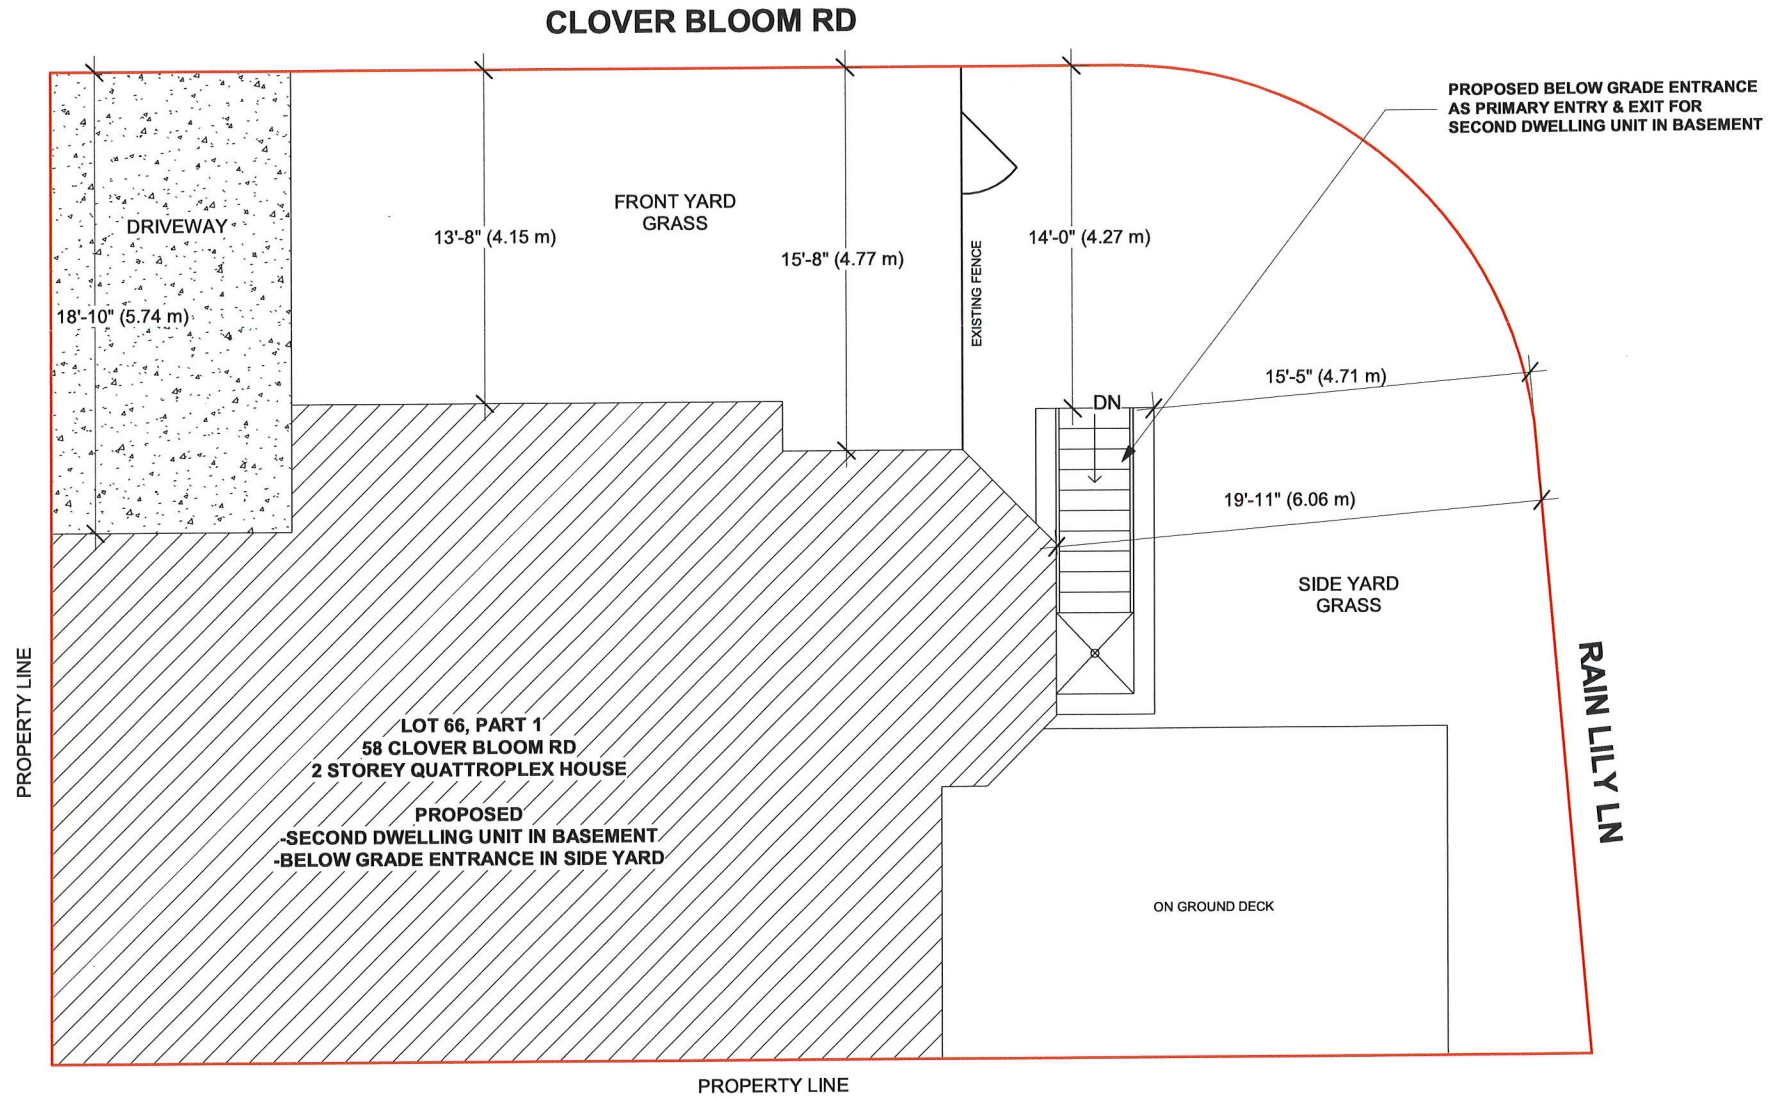 CLOVER BLOOM RD
PROPOSED BELOW GRADE ENTRANCE
AS PRIMARY ENTRY & EXIT FOR
SECOND DWELLING UNIT IN BASEMENT
DRIVEWAY
FRONT YARD
GRASS
13'-8" (4.15 m)
15'-8" (4.77 m)
EXISTING FENCE
14'-0" (4.27 m)
18'-10" (5.74 m)
15'-5" (4.71 m)
DN
19'-11" (6.06 m)
SIDE YARD
GRASS
RAIN LILY LN
PROPERTY LINE
LOT 66, PART 1
58 CLOVER BLOOM RD
2 STOREY QUATTROPLEX HOUSE
PROPOSED
-SECOND DWELLING UNIT IN BASEMENT
-BELOW GRADE ENTRANCE IN SIDE YARD
ON GROUND DECK
PROPERTY LINE